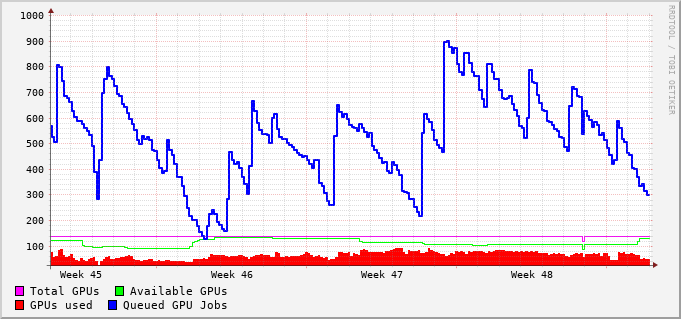 1000
900
800
700
600
500
400
300
200
100
Week 45 Week 46 Week 47 Week 48
Total GPUs Available GPUs
GPUs used Queued GPU Jobs
RRDTOOL / TOBI OETIKER